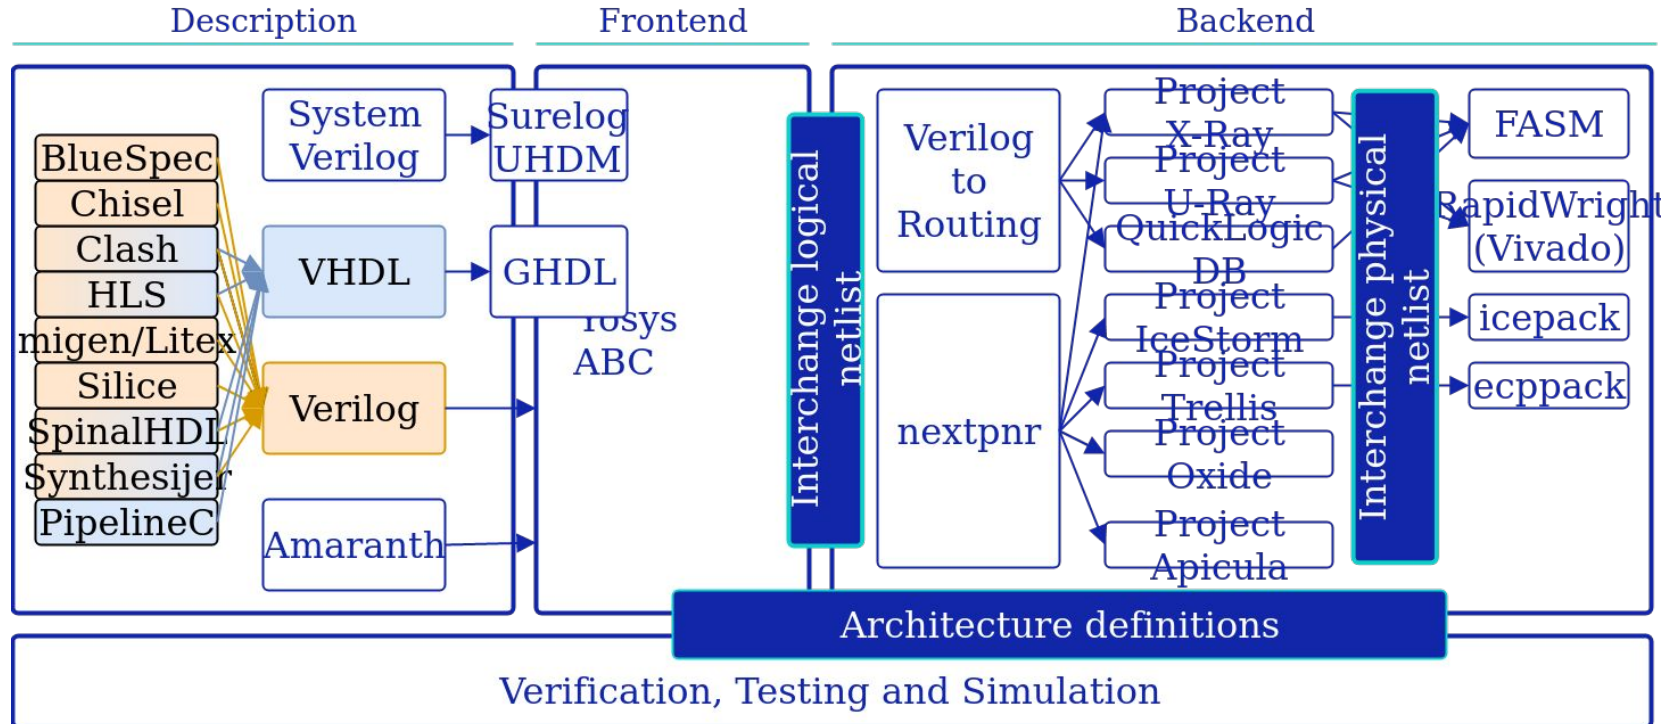 Description
Frontend
Backend
BlueSpec
Chisel
Clash
HLS
migen/Litex
Silice
SpinalHDL
Synthesijer
PipelineC
System
Verilog
VHDL
Verilog
Amaranth
Surelog
UHDM
GHDL
Yosys
ABC
Interchange logical
netlist
Verilog
to
Routing
nextpnr
Project
X-Ray
Project
U-Ray
QuickLogic
DB
Project
IceStorm
Project
Trellis
Project
Oxide
Project
Apicula
Interchange physical
netlist
FASM
RapidWright
(Vivado)
icepack
ecppack
Architecture definitions
Verification, Testing and Simulation